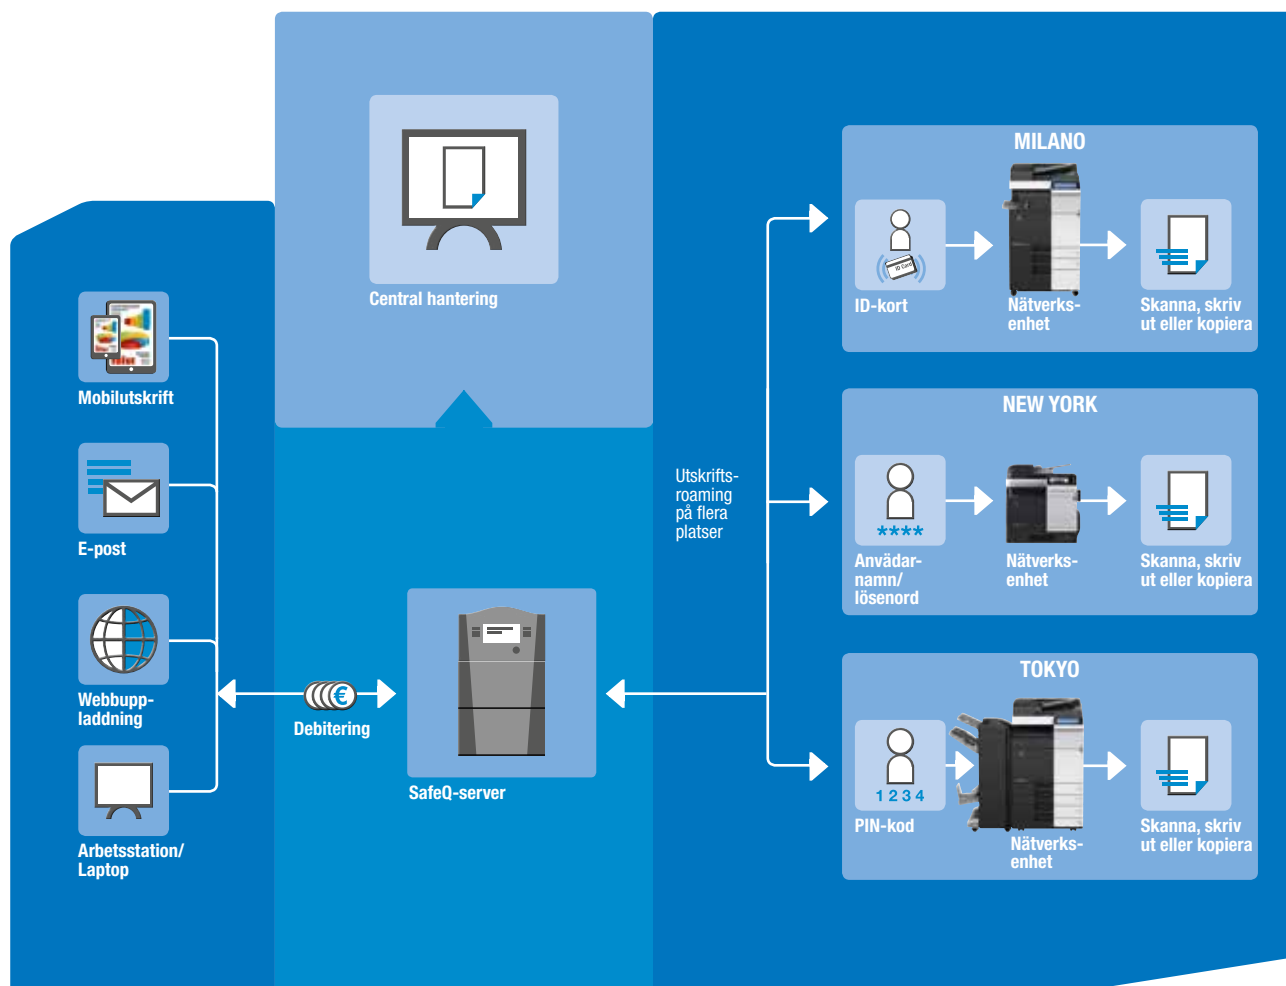 Central hantering
Mobilutskrift
E-post
Webbupp-
laddning
Arbetsstation/
Laptop
€
Debitering
SafeQ-server
Utskrifts-
roaming
på flera
platser
MILANO
ID Card
ID-kort
Nätverks-
enhet
Skanna, skriv
ut eller kopiera
NEW YORK
****
Anvädar-
namn/
lösenord
Nätverks-
enhet
Skanna, skriv
ut eller kopiera
TOKYO
1 2 3 4
PIN-kod
Nätverks-
enhet
Skanna, skriv
ut eller kopiera